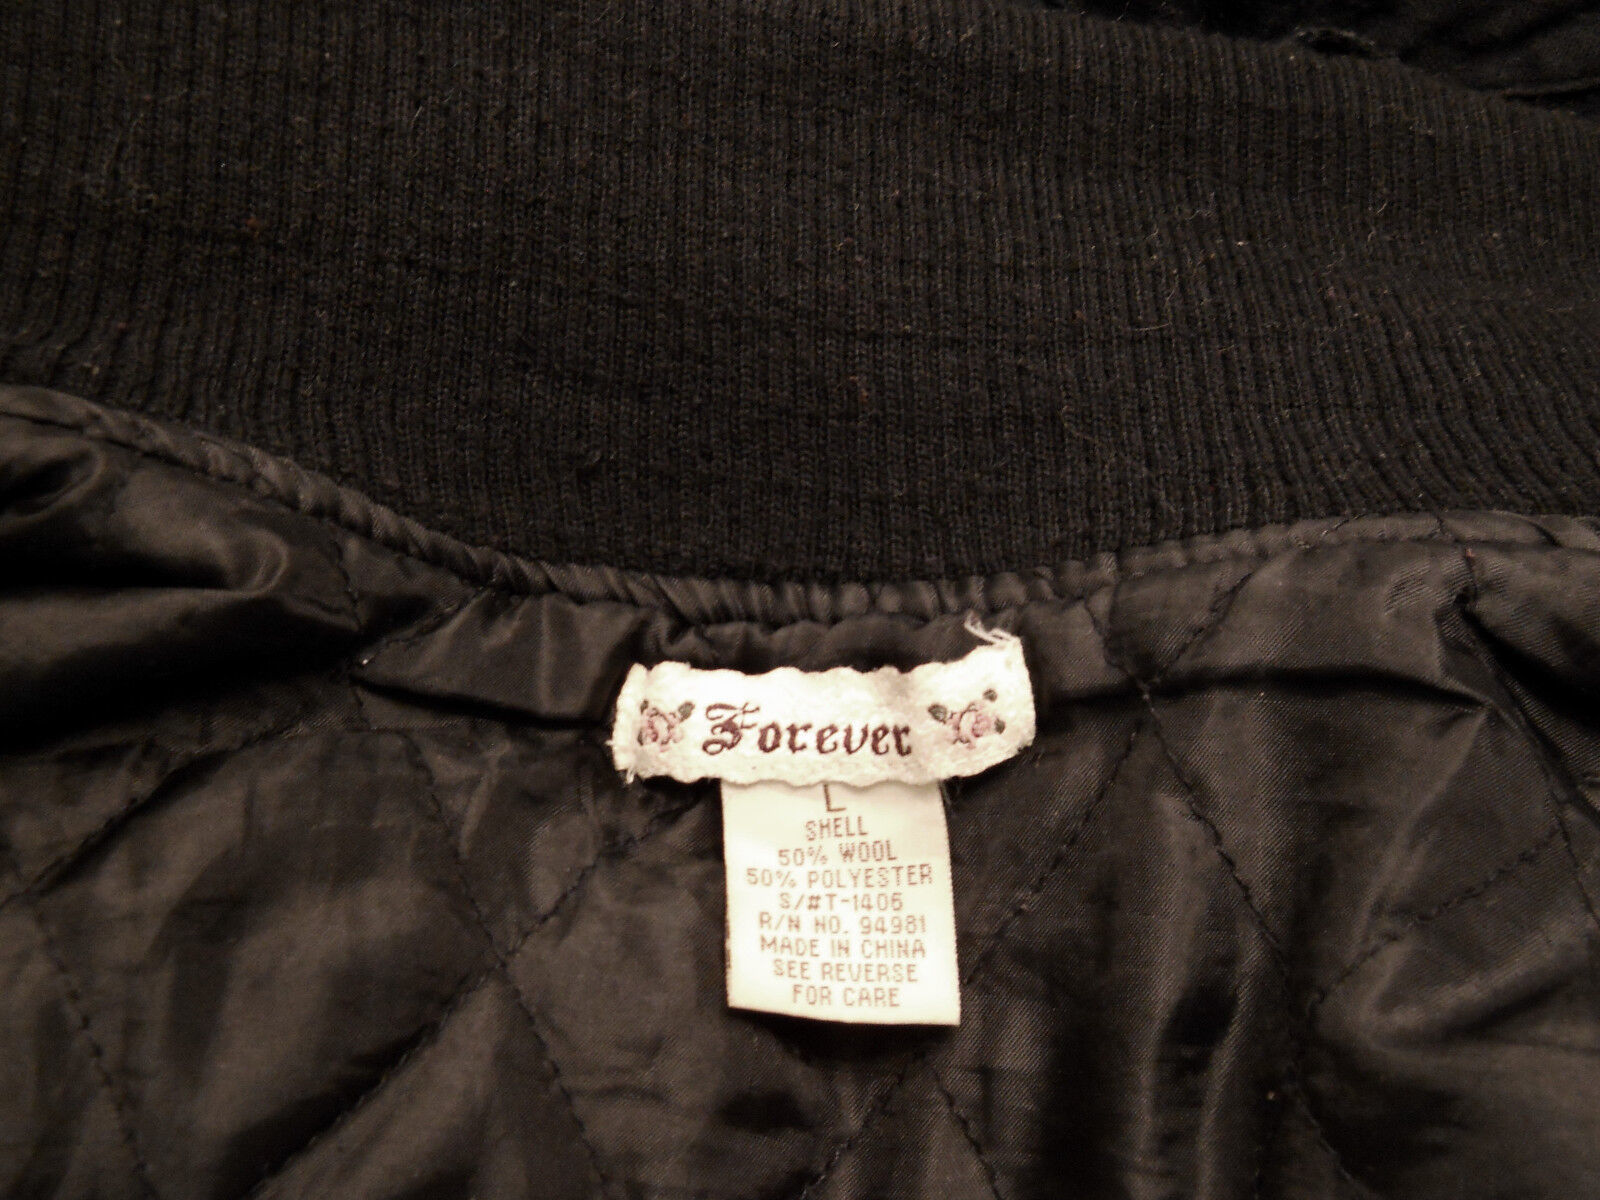 Forever
L
SHELL
50% WOOL
50% POLYESTER
S/#T-1406
R/N NO. 94981
MADE IN CHINA
SEE REVERSE
FOR CARE